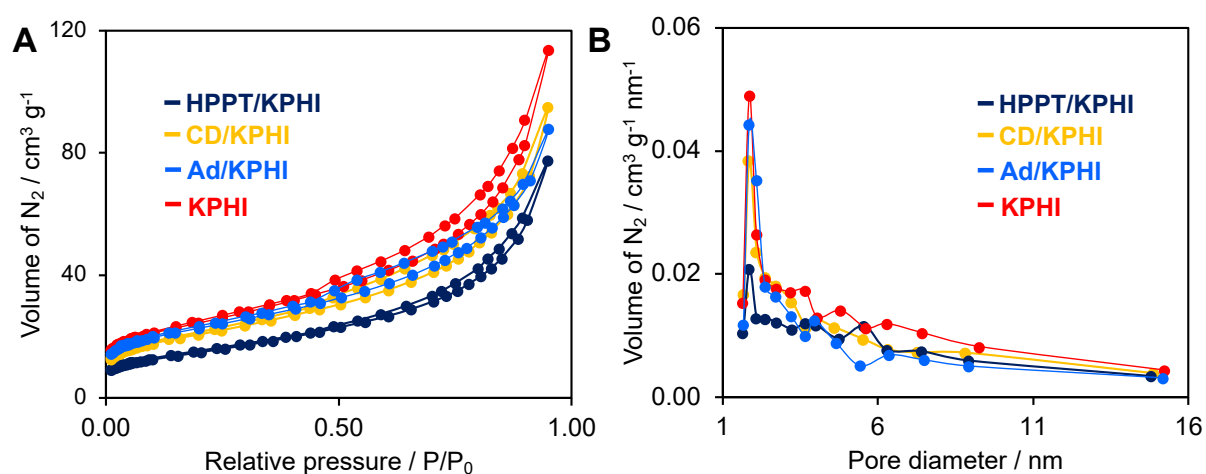 A
Volume of N₂ / cm³ g⁻¹
120
80
40
0
0.00
0.50
1.00
Relative pressure / P/P₀
HPPT/KPHI
CD/KPHI
Ad/KPHI
KPHI
B
Volume of N₂ / cm³ g⁻¹ nm⁻¹
0.06
0.04
0.02
0.00
1
6
11
16
Pore diameter / nm
HPPT/KPHI
CD/KPHI
Ad/KPHI
KPHI